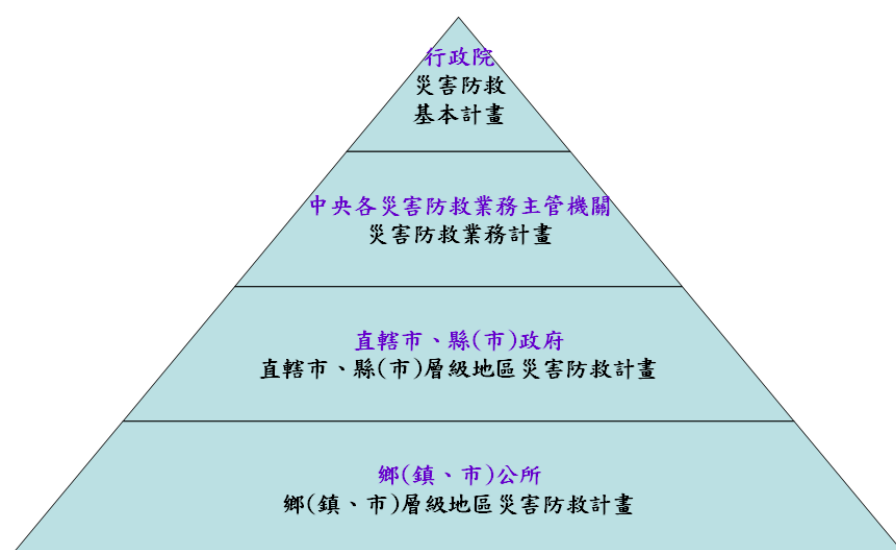 行政院
災害防救
基本計畫
中央各災害防救業務主管機關
災害防救業務計畫
直轄市、縣(市)政府
直轄市、縣(市)層級地區災害防救計畫
鄉(鎮、市)公所
鄉(鎮、市)層級地區災害防救計畫